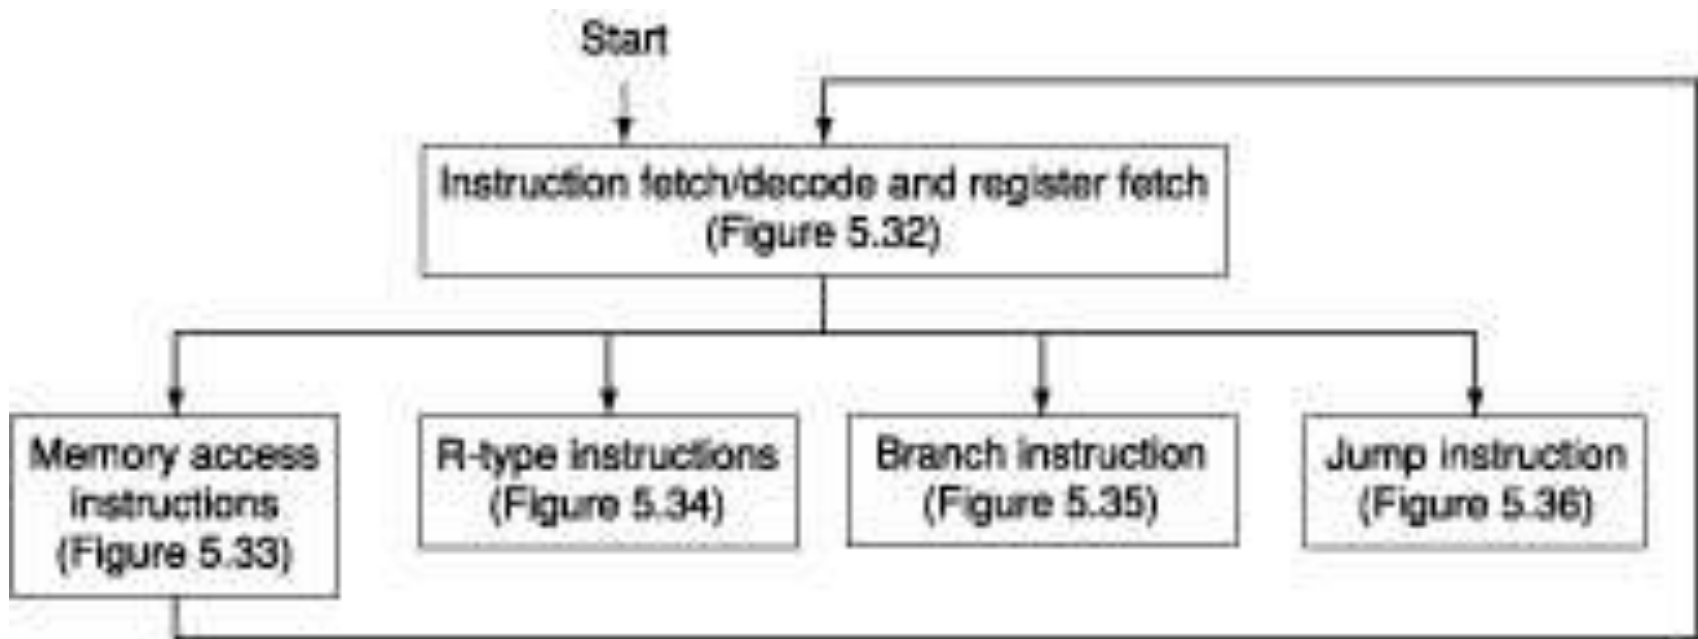 Start
Instruction fetch/decode and register fetch
(Figure 5.32)
Memory access
instructions
(Figure 5.33)
R-type instructions
(Figure 5.34)
Branch instruction
(Figure 5.35)
Jump instruction
(Figure 5.36)